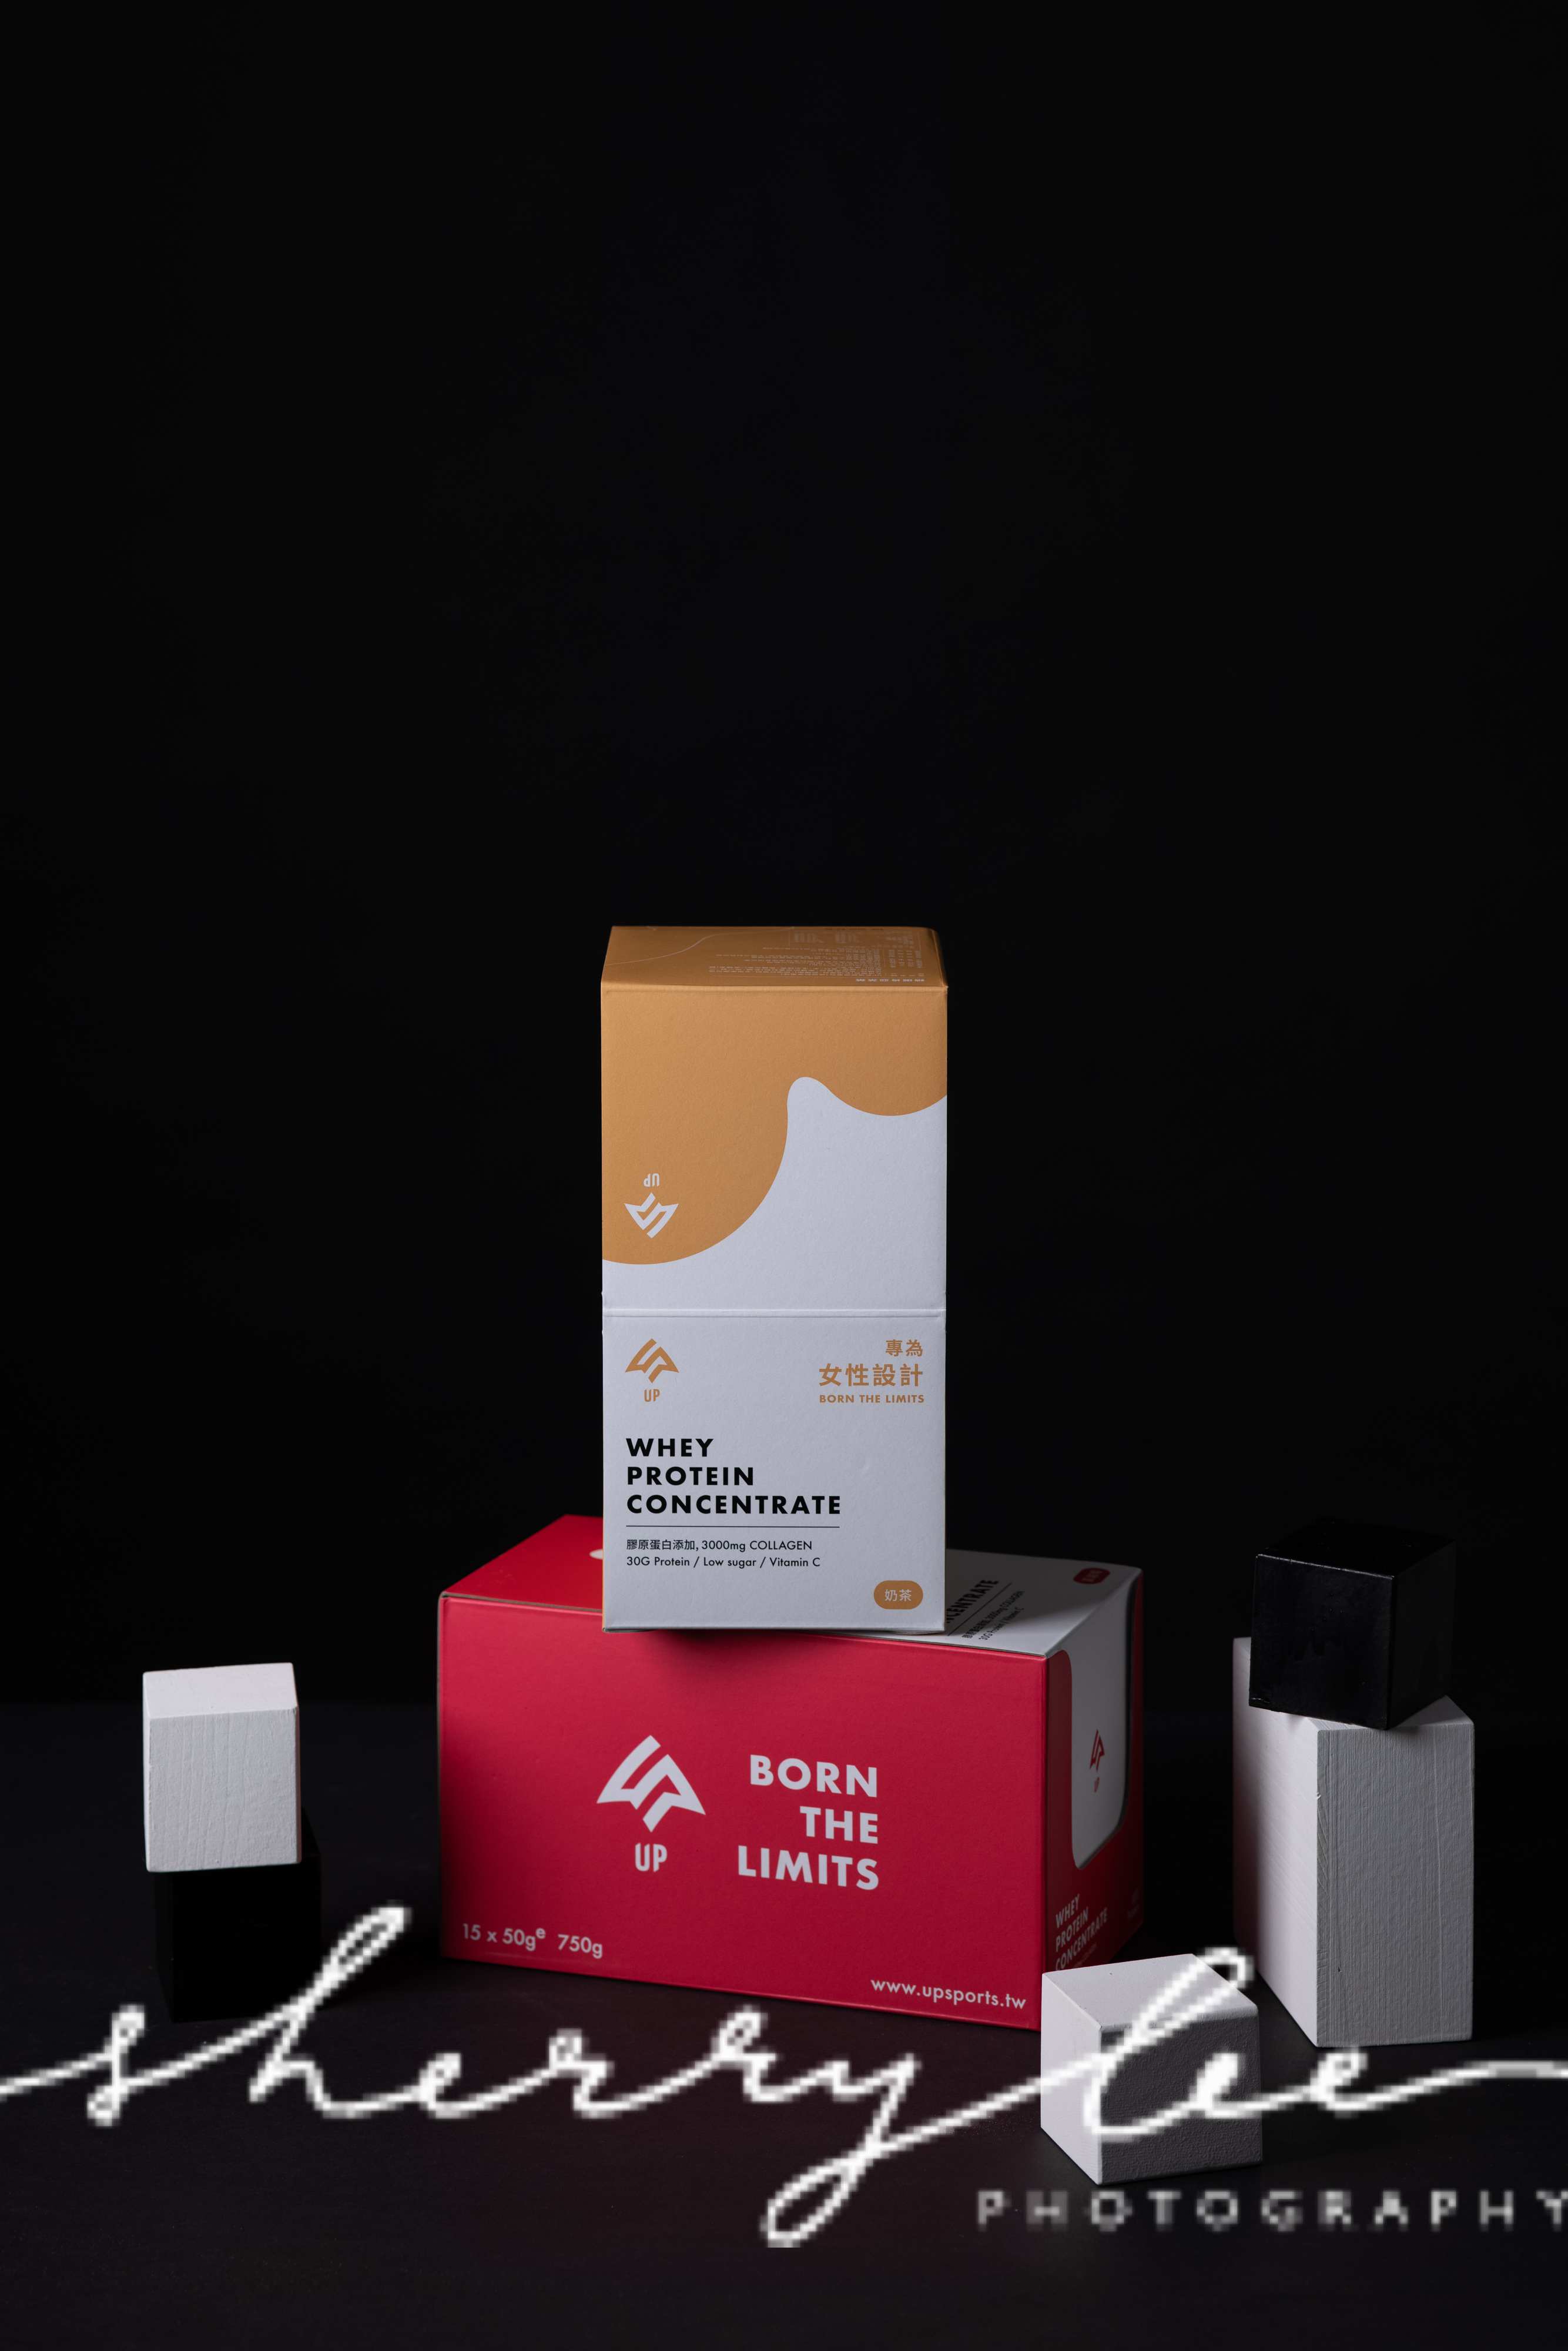 UP
UP
專為
女性設計
BORN THE LIMITS
WHEY
PROTEIN
CONCENTRATE
膠原蛋白添加, 3000mg COLLAGEN
30G Protein / Low sugar / Vitamin C
奶茶
UP
BORN
THE
LIMITS
15 x 50g℮ 750g
www.upsports.tw
UP
WHEY
PROTEIN
CONCENTRATE
sherry lee
PHOTOGRAPHY